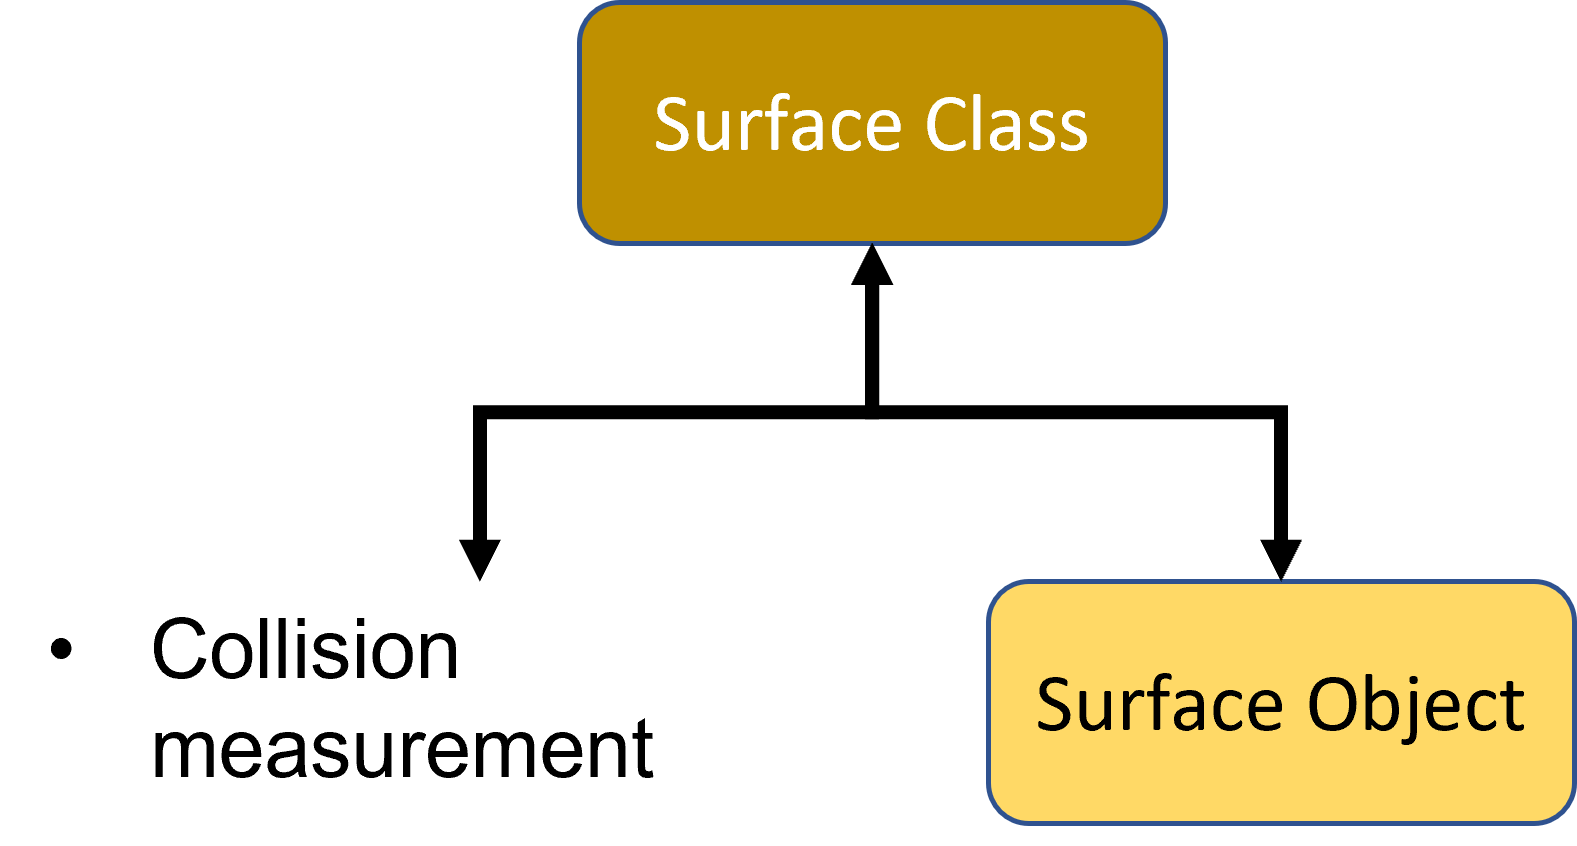 Surface Class
• Collision
measurement
Surface Object